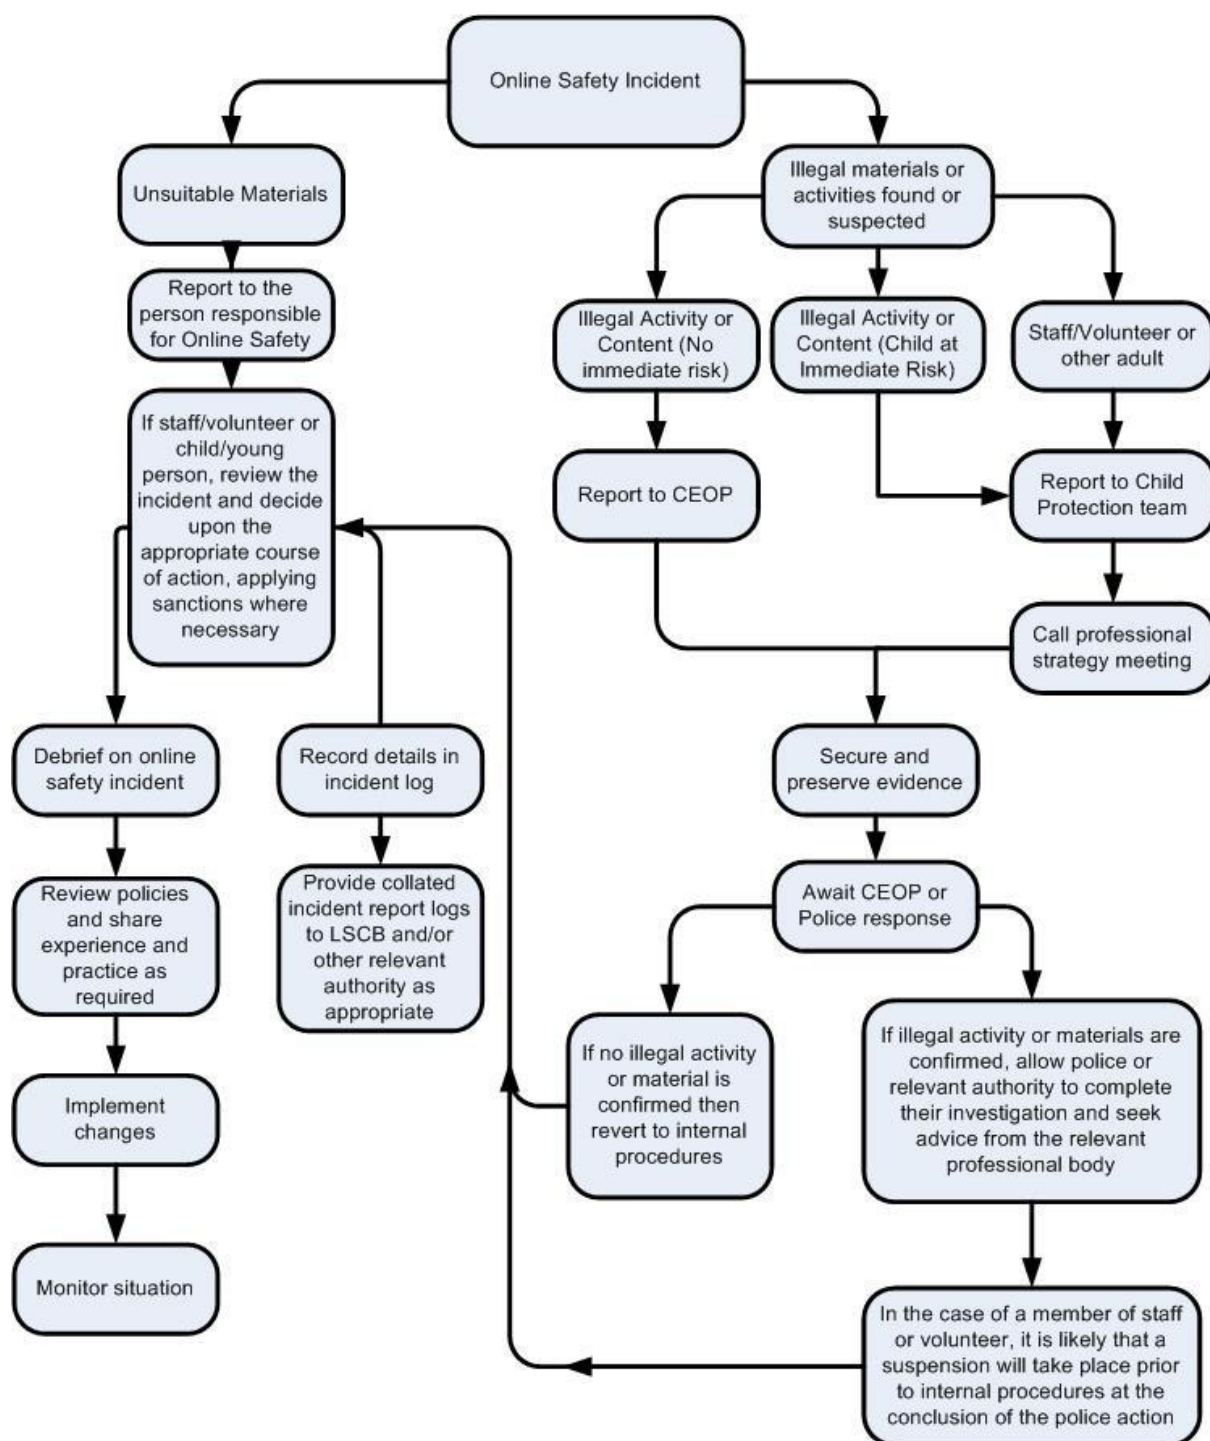 Online Safety Incident
Unsuitable Materials
Illegal materials or
activities found or
suspected
Report to the
person responsible
for Online Safety
Illegal Activity or
Content (No
immediate risk)
Illegal Activity or
Content (Child at
Immediate Risk)
Staff/Volunteer or
other adult
If staff/volunteer or
child/young
person, review the
incident and decide
upon the
appropriate course
of action, applying
sanctions where
necessary
Report to CEOP
Report to Child
Protection team
Call professional
strategy meeting
Debrief on online
safety incident
Record details in
incident log
Secure and
preserve evidence
Review policies
and share
experience and
practice as
required
Provide collated
incident report logs
to LSCB and/or
other relevant
authority as
appropriate
Await CEOP or
Police response
If no illegal activity
or material is
confirmed then
revert to internal
procedures
If illegal activity or materials are
confirmed, allow police or
relevant authority to complete
their investigation and seek
advice from the relevant
professional body
Implement
changes
Monitor situation
In the case of a member of staff
or volunteer, it is likely that a
suspension will take place prior
to internal procedures at the
conclusion of the police action